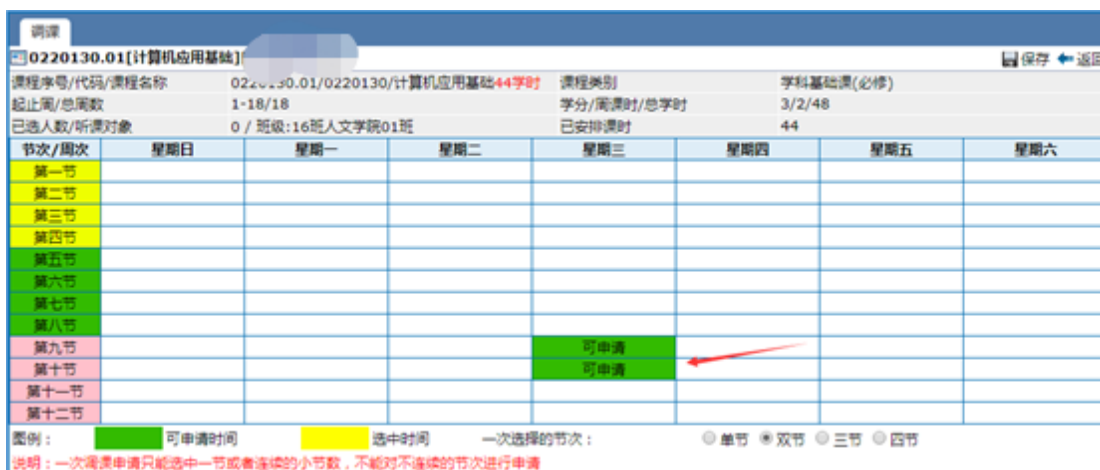 调课
0220130.01[计算机应用基础] 保存 返回
课程序号/代码/课程名称 0220130.01/0220130/计算机应用基础44学时 课程类别 学科基础课(必修)
起止周/总周数 1-18/18 学分/周课时/总学时 3/2/48
已选人数/听课对象 0 / 班级:16班人文学院01班 已安排课时 44
节次/周次 星期日 星期一 星期二 星期三 星期四 星期五 星期六
第一节
第二节
第三节
第四节
第五节
第六节
第七节
第八节
第九节 可申请
第十节 可申请
第十一节
第十二节
图例： 可申请时间 选中时间 一次选择的节次： 单节 双节 三节 四节
说明：一次调课申请只能选中一节或者连续的小节数，不能对不连续的节次进行申请